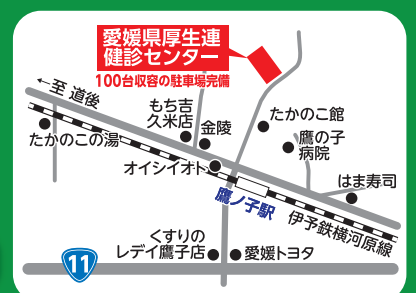 愛媛県厚生連
健診センター
100台収容の駐車場完備
←至 道後
もち吉
久米店
金陵
たかのこ館
鷹の子
病院
たかのこの湯
オイシイオト
はま寿司
鷹ノ子駅
伊予鉄横河原線
くすりの
レデイ鷹子店
愛媛トヨタ
11